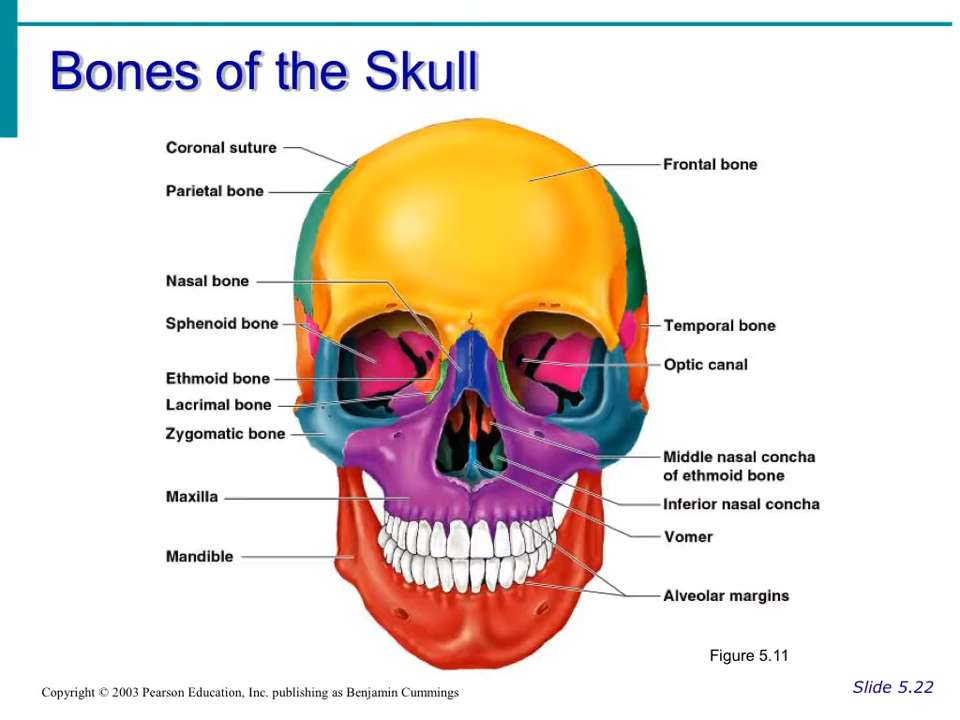 Bones of the Skull
Coronal suture
Parietal bone
Nasal bone
Sphenoid bone
Ethmoid bone
Lacrimal bone
Zygomatic bone
Maxilla
Mandible
Frontal bone
Temporal bone
Optic canal
Middle nasal concha
of ethmoid bone
Inferior nasal concha
Vomer
Alveolar margins
Figure 5.11
Copyright © 2003 Pearson Education, Inc. publishing as Benjamin Cummings
Slide 5.22